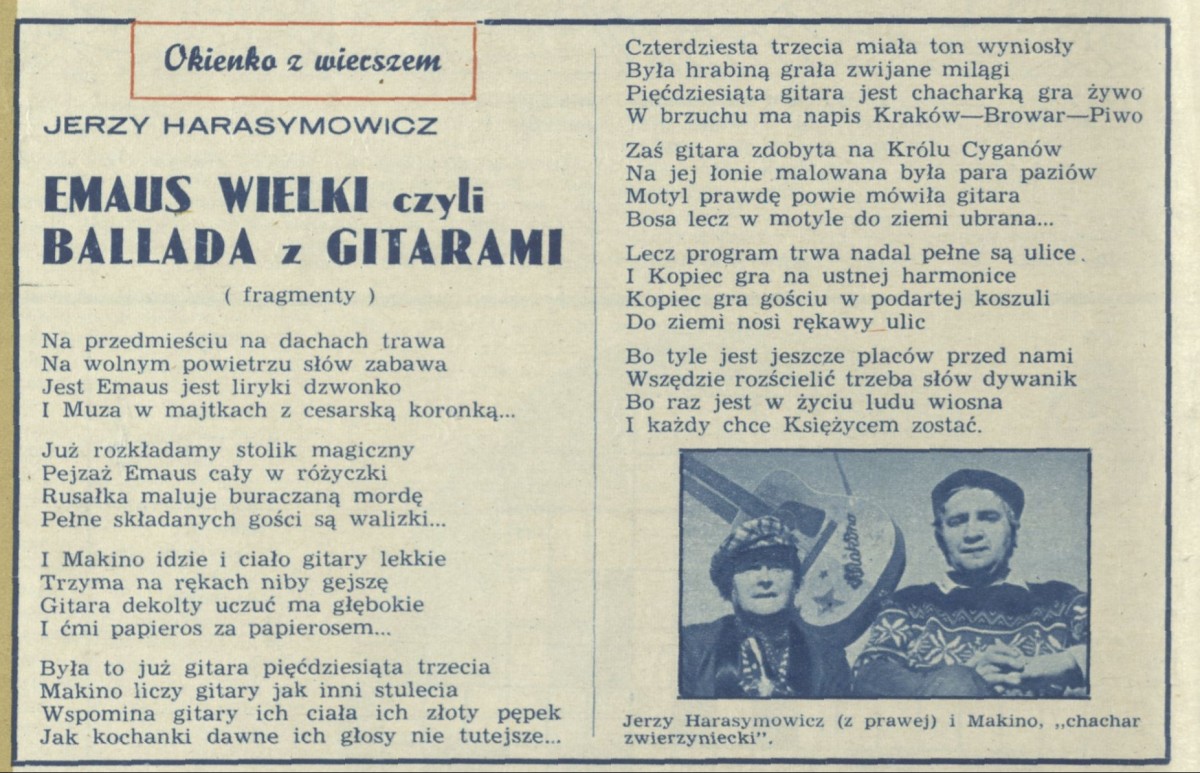 Okienko z wierszem
JERZY HARASYMOWICZ
EMAUS WIELKI czyli
BALLADA z GITARAMI
( fragmenty )
Na przedmieściu na dachach trawa
Na wolnym powietrzu słów zabawa
Jest Emaus jest liryki dzwonko
I Muza w majtkach z cesarską koronką...
Już rozkładamy stolik magiczny
Pejzaż Emaus cały w różyczki
Rusałka maluje buraczaną mordę
Pełne składanych gości są walizki...
I Makino idzie i ciało gitary lekkie
Trzyma na rękach niby gejszę
Gitara dekolty uczuć ma głębokie
I ćmi papieros za papierosem...
Była to już gitara pięćdziesiąta trzecia
Makino liczy gitary jak inni stulecia
Wspomina gitary ich ciała ich złoty pępek
Jak kochanki dawne ich głosy nie tutejsze...
Czterdziesta trzecia miała ton wyniosły
Była hrabiną grała zwijane milągi
Pięćdziesiąta gitara jest chacharką gra żywo
W brzuchu ma napis Kraków—Browar—Piwo
Zaś gitara zdobyta na Królu Cyganów
Na jej łonie malowana była para paziów
Motyl prawdę powie mówiła gitara
Bosa lecz w motyle do ziemi ubrana...
Lecz program trwa nadal pełne są ulice
I Kopiec gra na ustnej harmonice
Kopiec gra gościu w podartej koszuli
Do ziemi nosi rękawy ulic
Bo tyle jest jeszcze placów przed nami
Wszędzie rozścielić trzeba słów dywanik
Bo raz jest w życiu ludu wiosna
I każdy chce Księżycem zostać.
Makino
Jerzy Harasymowicz (z prawej) i Makino, „chachar
zwierzyniecki".